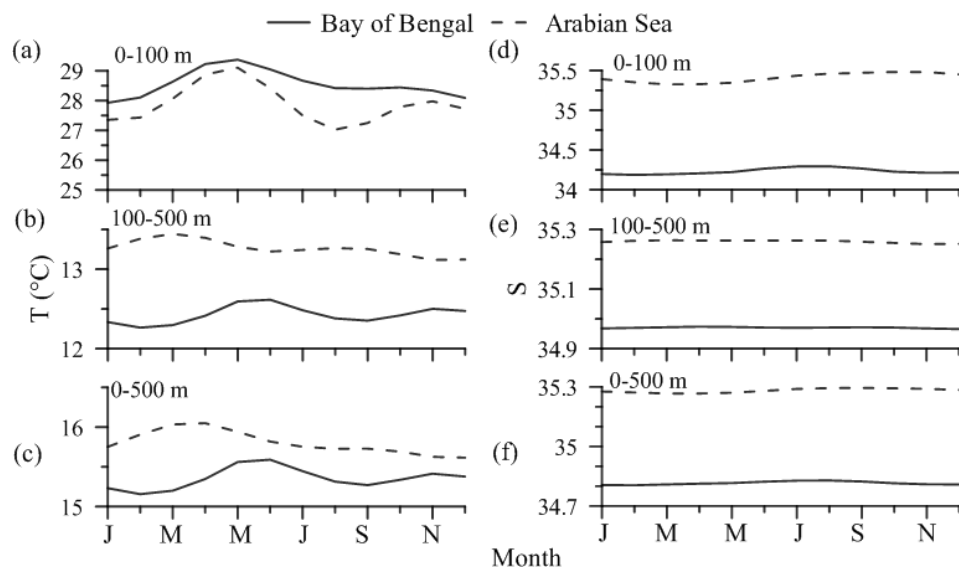 Bay of Bengal Arabian Sea
(a) 0-100 m
29
28
27
26
25
(b) 100-500 m
13
12
T (°C)
(c) 0-500 m
16
15
J M M J S N
(d) 0-100 m
35.5
35
34.5
34
(e) 100-500 m
35.3
35.1
34.9
S
(f) 0-500 m
35.3
35
34.7
J M M J S N
Month